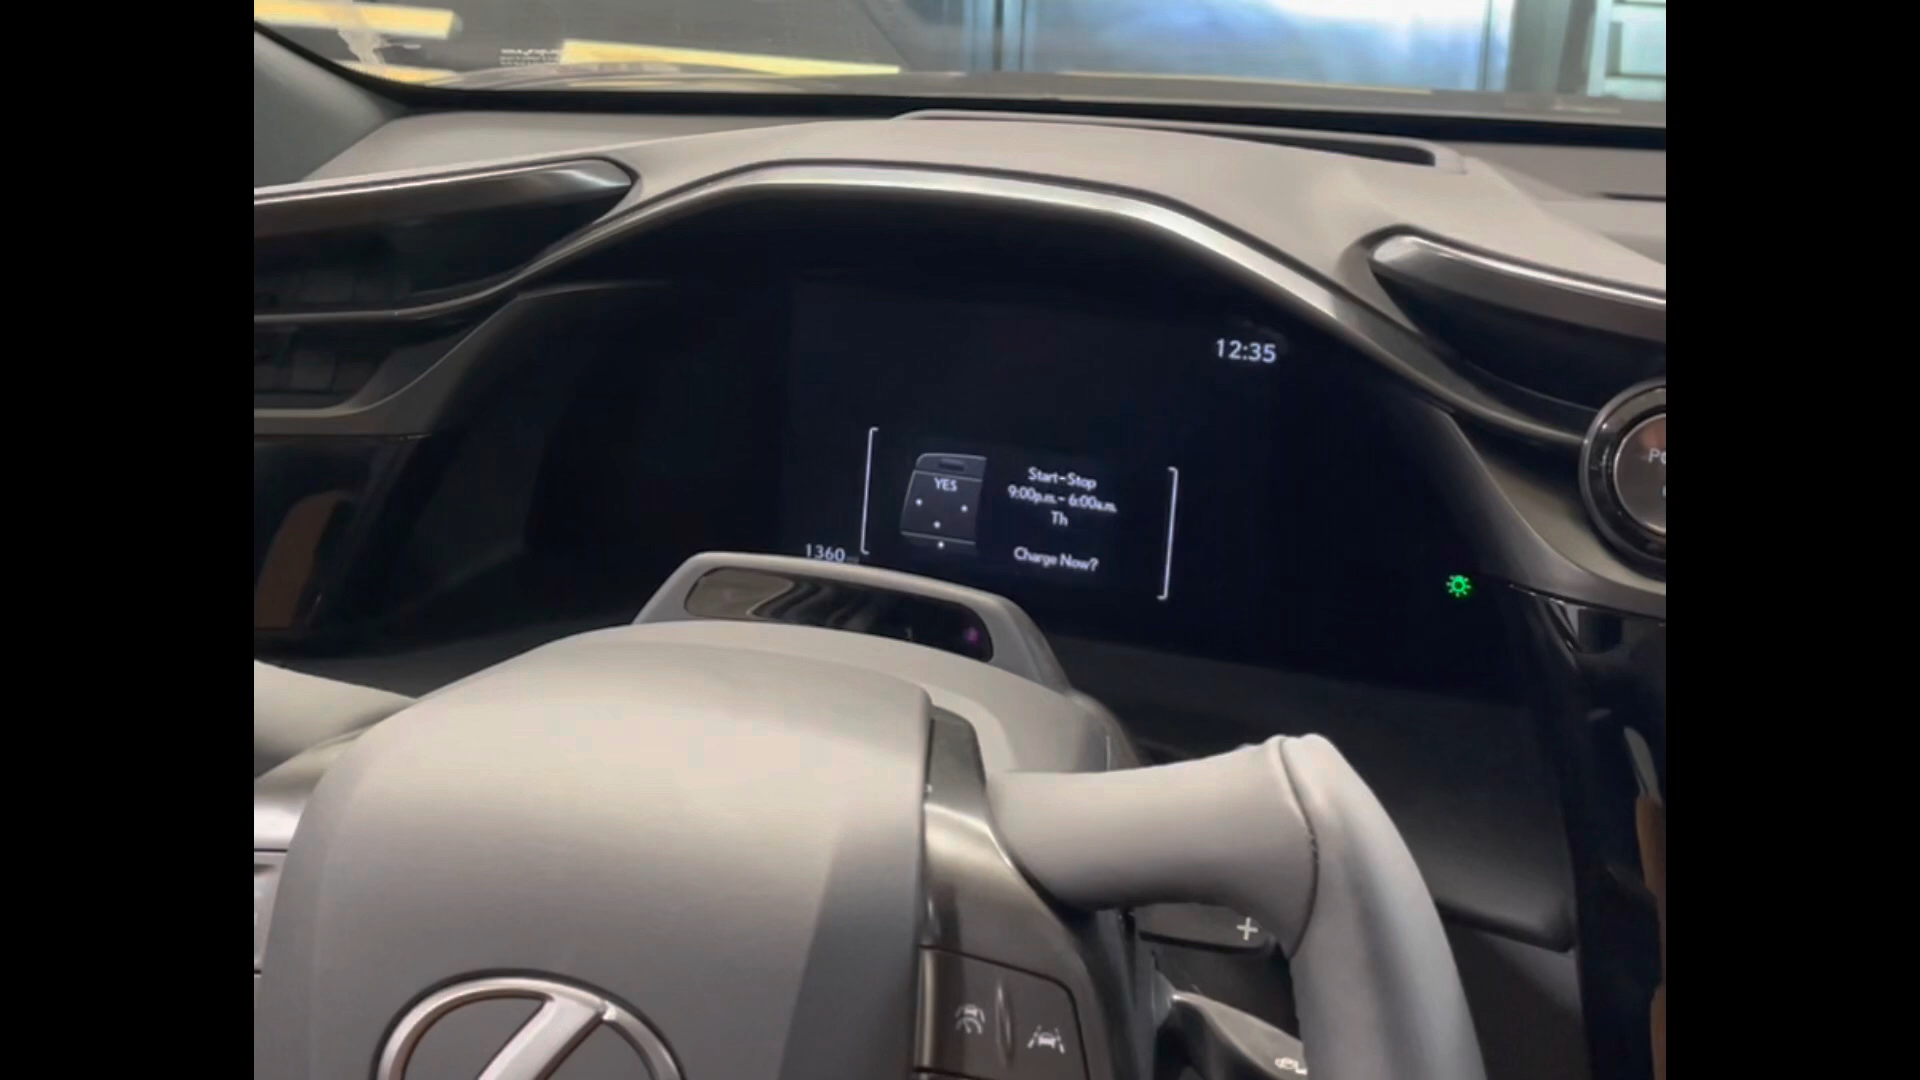 12:35
YES
Start-Stop
9:00p.m.- 6:00a.m.
Th
Charge Now?
1360
+